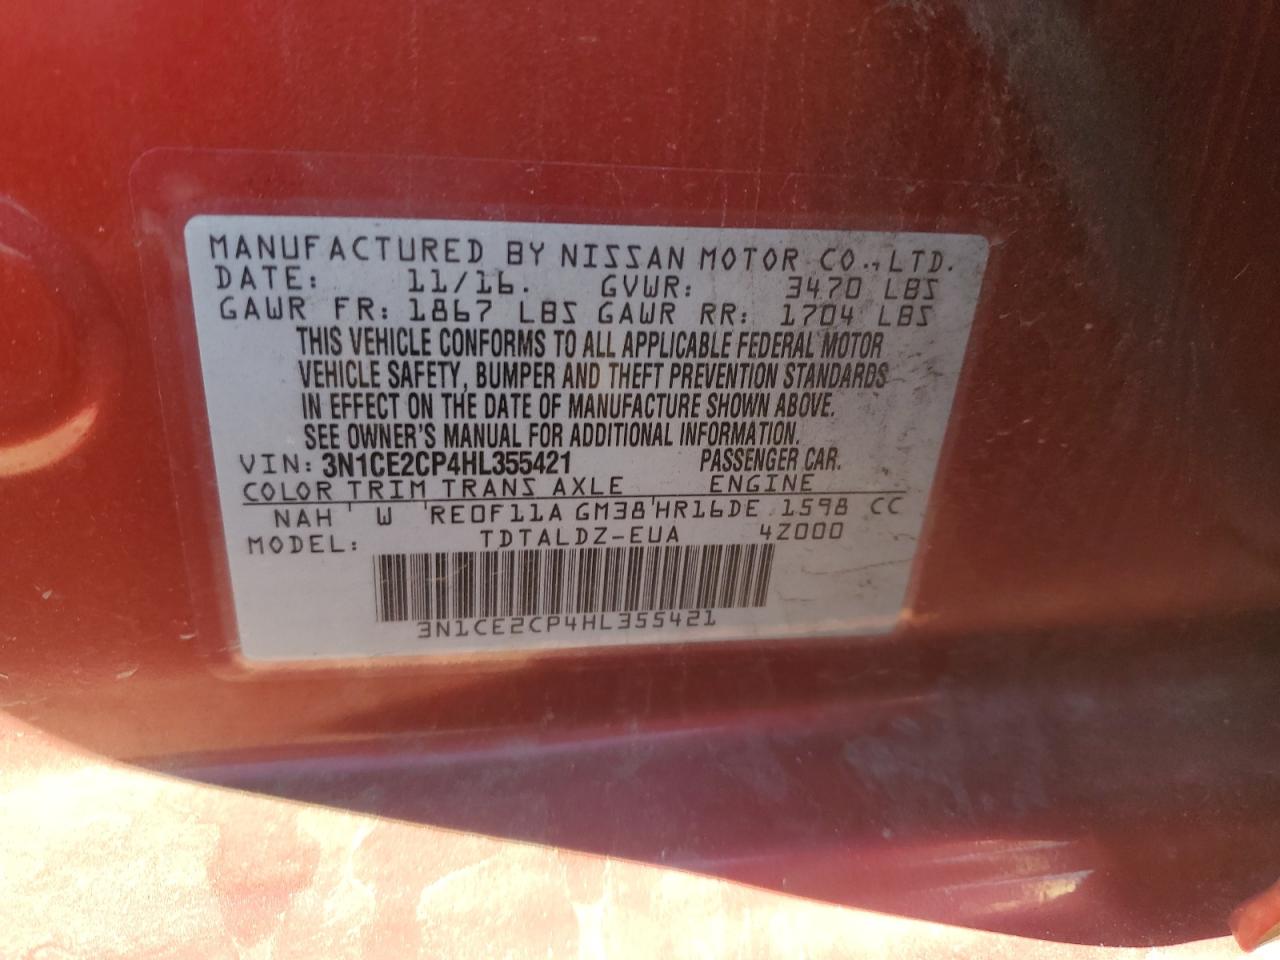 MANUFACTURED BY NISSAN MOTOR CO.,LTD.
DATE: 11/16. GVWR: 3470 LBS
GAWR FR: 1867 LBS GAWR RR: 1704 LBS
THIS VEHICLE CONFORMS TO ALL APPLICABLE FEDERAL MOTOR
VEHICLE SAFETY, BUMPER AND THEFT PREVENTION STANDARDS
IN EFFECT ON THE DATE OF MANUFACTURE SHOWN ABOVE.
SEE OWNER'S MANUAL FOR ADDITIONAL INFORMATION.
VIN: 3N1CE2CP4HL355421 PASSENGER CAR.
COLOR TRIM TRANS AXLE ENGINE
NAH W RE0F11A GM38 HR16DE 1598 CC
MODEL: TDTALDZ-EUA 4Z000
3N1CE2CP4HL355421